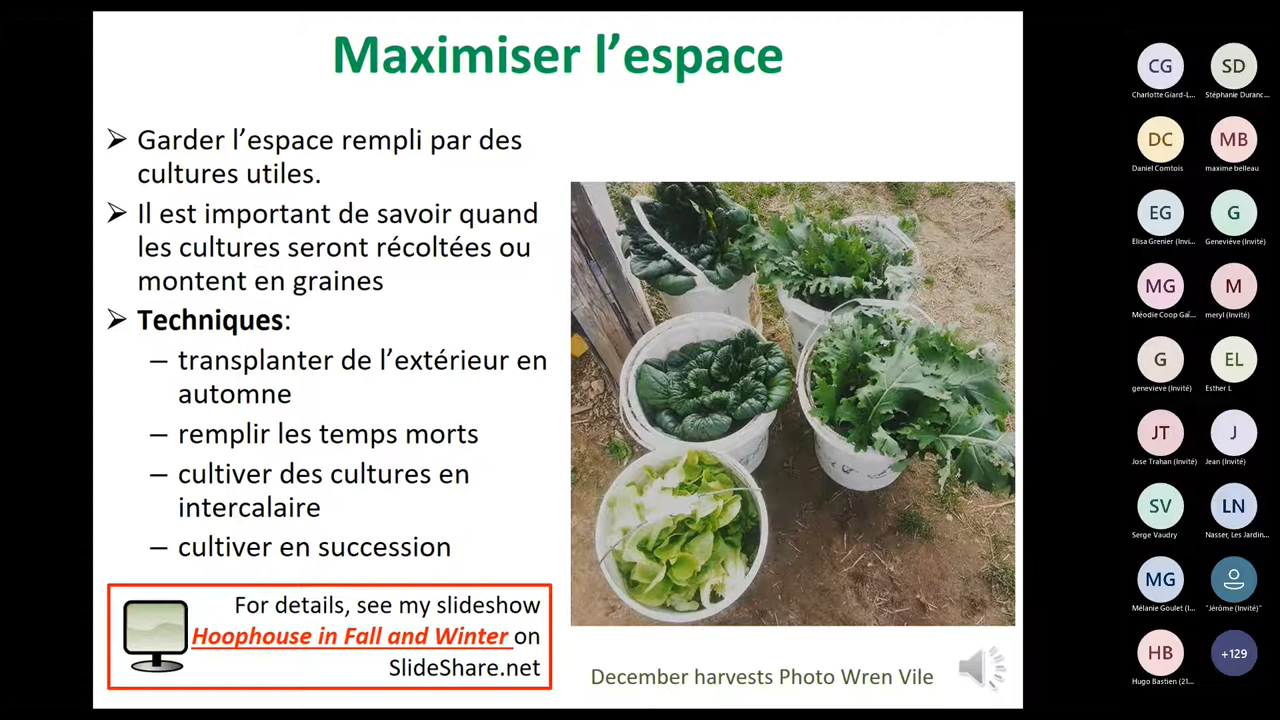 Maximiser l’espace
➢ Garder l’espace rempli par des
cultures utiles.
➢ Il est important de savoir quand
les cultures seront récoltées ou
montent en graines
➢ Techniques:
– transplanter de l’extérieur en
automne
– remplir les temps morts
– cultiver des cultures en
intercalaire
– cultiver en succession
For details, see my slideshow
Hoophouse in Fall and Winter on
SlideShare.net
December harvests Photo Wren Vile
CG SD
Charlotte Giard-L... Stéphanie Duranc...
DC MB
Daniel Comtois maxime belleau
EG G
Elisa Grenier (Invi... Geneviève (Invité)
MG M
Méodie Coop Gaï... meryl (Invité)
G EL
genevieve (Invité) Esther L
JT J
Jose Trahan (Invité) Jean (Invité)
SV LN
Serge Vaudry Nasser, Les Jardin...
MG
Mélanie Goulet (I... "Jérôme (Invité)"
HB +129
Hugo Bastien (21...